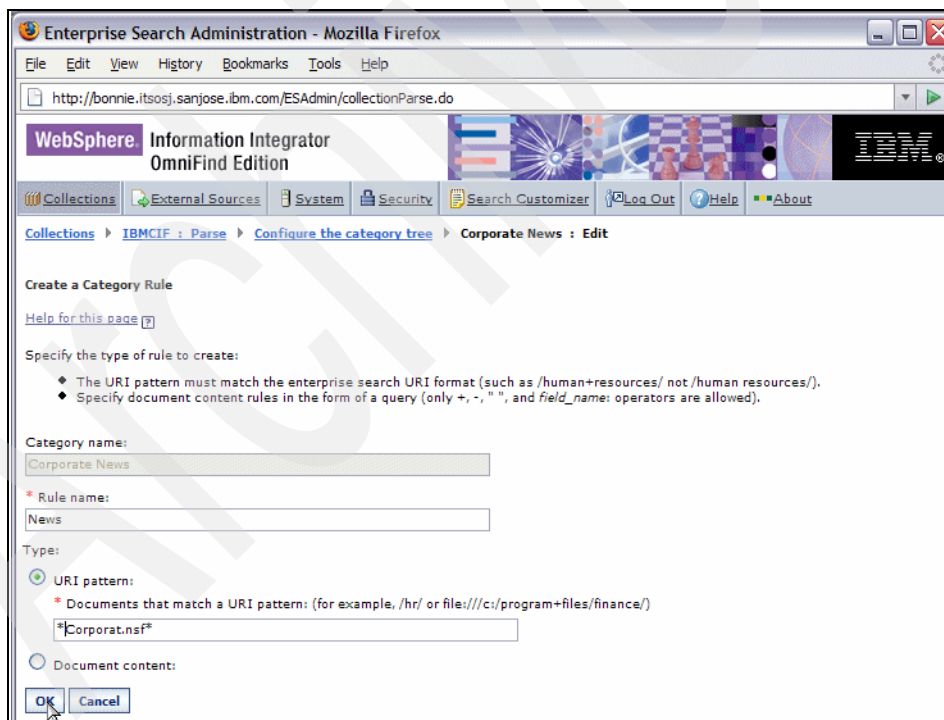 Enterprise Search Administration - Mozilla Firefox
File Edit View History Bookmarks Tools Help
http://bonnie.itsosj.sanjose.ibm.com/ESAdmin/collectionParse.do
WebSphere. Information Integrator
OmniFind Edition
IBM®
Collections External Sources System Security Search Customizer Log Out Help About
Collections IBMCIF : Parse Configure the category tree Corporate News : Edit
Create a Category Rule
Help for this page ?
Specify the type of rule to create:
The URI pattern must match the enterprise search URI format (such as /human+resources/ not /human resources/).
Specify document content rules in the form of a query (only +, -, " ", and field_name: operators are allowed).
Category name:
Corporate News
* Rule name:
News
Type:
URI pattern:
* Documents that match a URI pattern: (for example, /hr/ or file:///c:/program+files/finance/)
*Corporat.nsf*
Document content:
OK Cancel